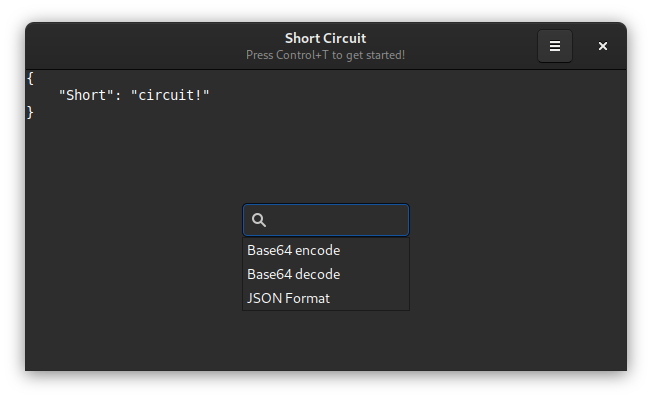 Short Circuit
Press Control+T to get started!
{
    "Short": "circuit!"
}
Base64 encode
Base64 decode
JSON Format